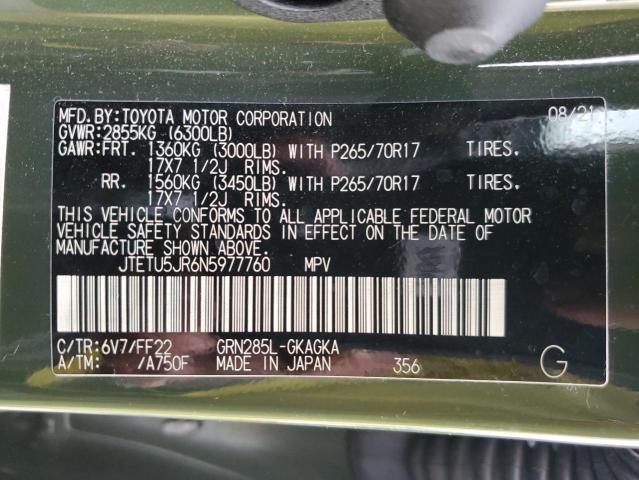 MFD.BY:TOYOTA MOTOR CORPORATION 08/21
GVWR:2855KG (6300LB)
GAWR:FRT. 1360KG (3000LB) WITH P265/70R17 TIRES.
17X7 1/2J RIMS.
RR. 1560KG (3450LB) WITH P265/70R17 TIRES.
17X7 1/2J RIMS.
THIS VEHICLE CONFORMS TO ALL APPLICABLE FEDERAL MOTOR
VEHICLE SAFETY STANDARDS IN EFFECT ON THE DATE OF
MANUFACTURE SHOWN ABOVE.
JTETU5JR6N5977760 MPV
C/TR:6V7/FF22 GRN285L-GKAGKA
A/TM: /A750F MADE IN JAPAN 356 G